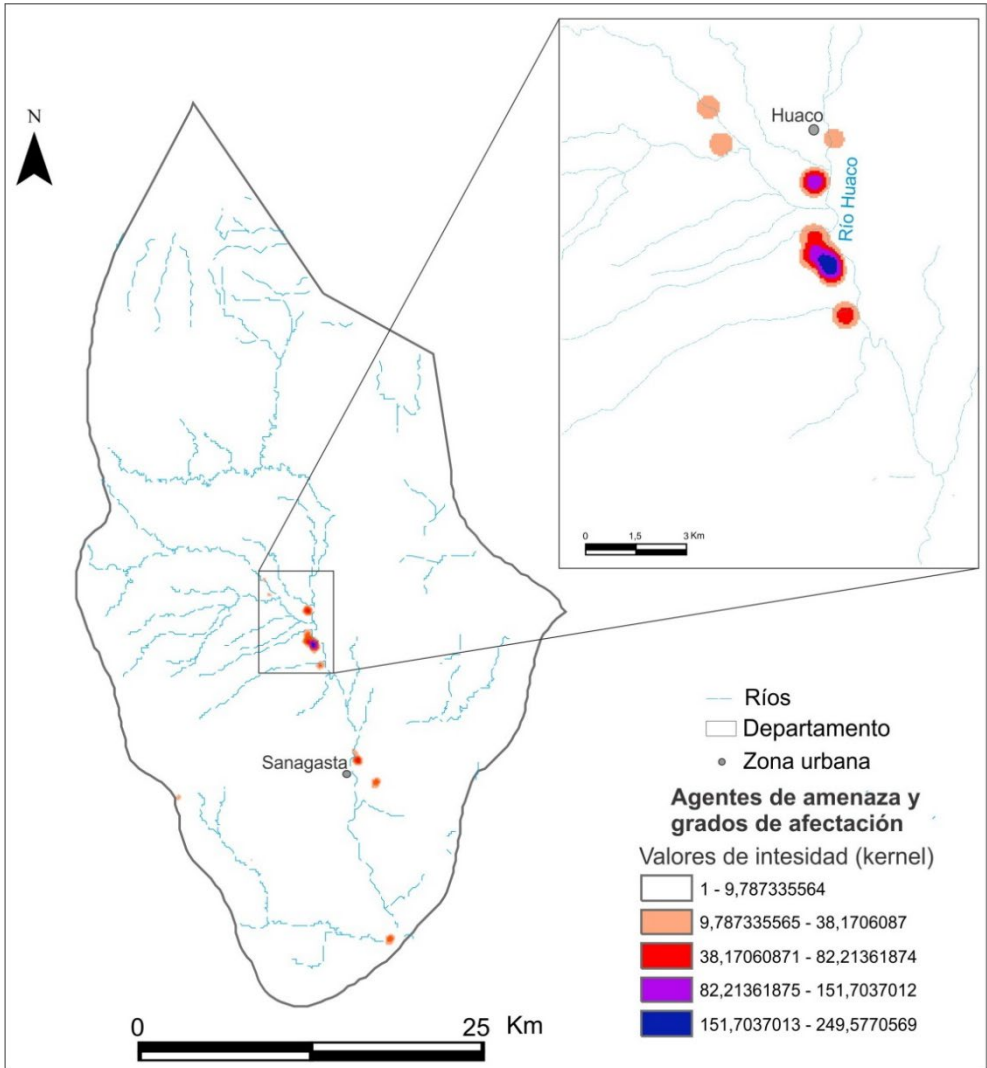 N
Huaco
Río Huaco
0 1,5 3 Km
Sanagasta
Ríos
Departamento
Zona urbana
Agentes de amenaza y
grados de afectación
Valores de intesidad (kernel)
1 - 9,787335564
9,787335565 - 38,1706087
38,17060871 - 82,21361874
82,21361875 - 151,7037012
151,7037013 - 249,5770569
0 25 Km